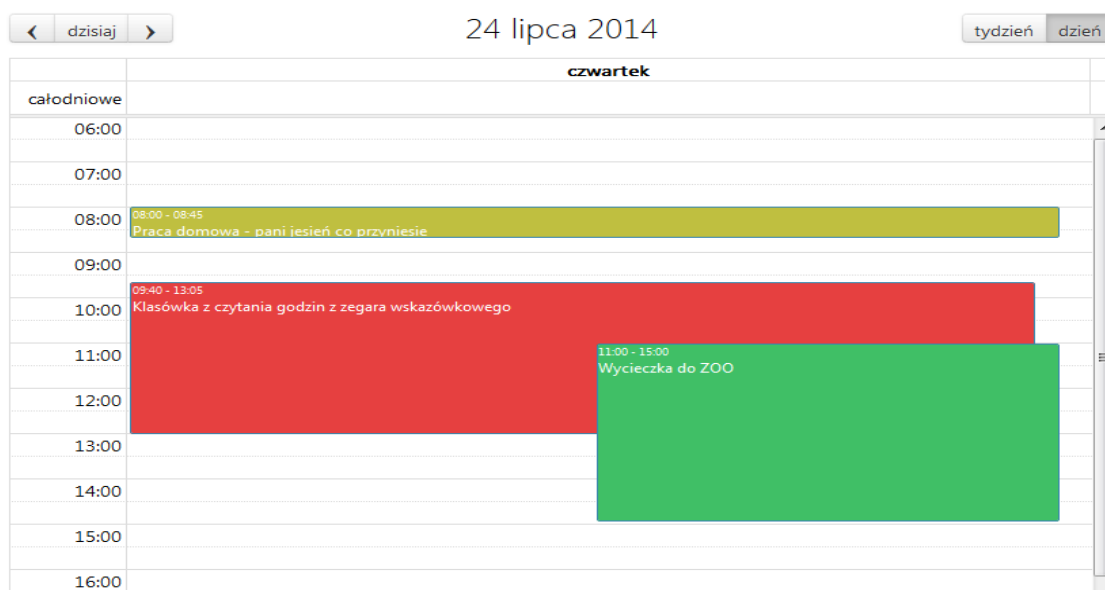 dzisiaj
24 lipca 2014
tydzień dzień
czwartek
całodniowe
06:00
07:00
08:00
08:00 - 08:45
Praca domowa - pani jesień co przyniesie
09:00
09:40 - 13:05
Klasówka z czytania godzin z zegara wskazówkowego
10:00
11:00
11:00 - 15:00
Wycieczka do ZOO
12:00
13:00
14:00
15:00
16:00